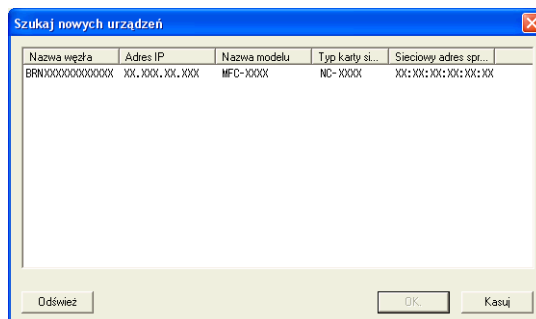 Szukaj nowych urządzeń
Nazwa węzła Adres IP Nazwa modelu Typ karty si... Sieciowy adres spr...
BRNXXXXXXXXXXXX XX.XXX.XX.XXX MFC-XXXX NC-XXXX XX:XX:XX:XX:XX:XX
Odśwież OK. Kasuj